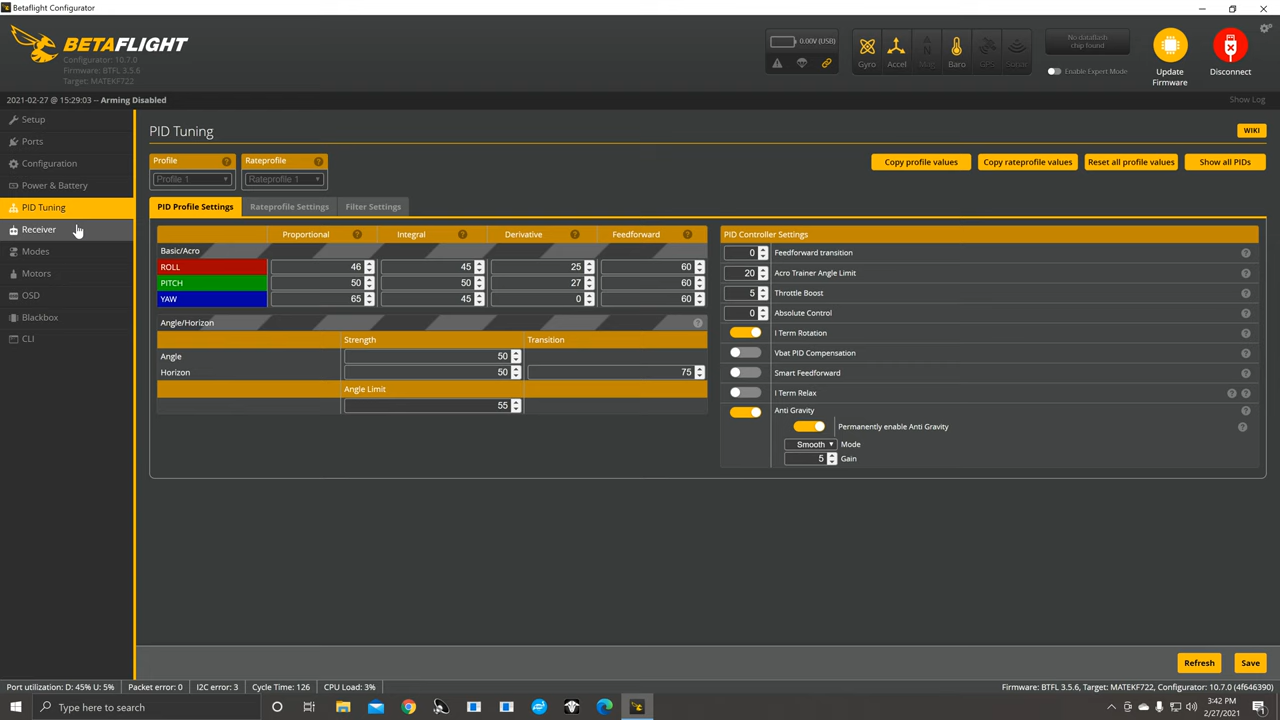 Betaflight Configurator
BETAFLIGHT
Configurator: 10.7.0
Firmware: BTFL 3.5.6
Target: MATEKF722
0.00V (USB)
Gyro
Accel
Mag
Baro
GPS
Sonar
No dataflash
chip found
Enable Expert Mode
Update
Firmware
Disconnect
2021-02-27 @ 15:29:03 -- Arming Disabled
Show Log
Setup
Ports
Configuration
Power & Battery
PID Tuning
Receiver
Modes
Motors
OSD
Blackbox
CLI
PID Tuning
WIKI
Profile
Profile 1
Rateprofile
Rateprofile 1
Copy profile values
Copy rateprofile values
Reset all profile values
Show all PIDs
PID Profile Settings
Rateprofile Settings
Filter Settings
Proportional Integral Derivative Feedforward
Basic/Acro
ROLL 46 45 25 60
PITCH 50 50 27 60
YAW 65 45 0 60
Angle/Horizon
Strength Transition
Angle 50
Horizon 50 75
Angle Limit
55
PID Controller Settings
0 Feedforward transition
20 Acro Trainer Angle Limit
5 Throttle Boost
0 Absolute Control
I Term Rotation
Vbat PID Compensation
Smart Feedforward
I Term Relax
Anti Gravity
Permanently enable Anti Gravity
Smooth Mode
5 Gain
Refresh
Save
Port utilization: D: 45% U: 5%
Packet error: 0
I2C error: 3
Cycle Time: 126
CPU Load: 3%
Firmware: BTFL 3.5.6, Target: MATEKF722, Configurator: 10.7.0 (4f646390)
Type here to search
3:42 PM
2/27/2021